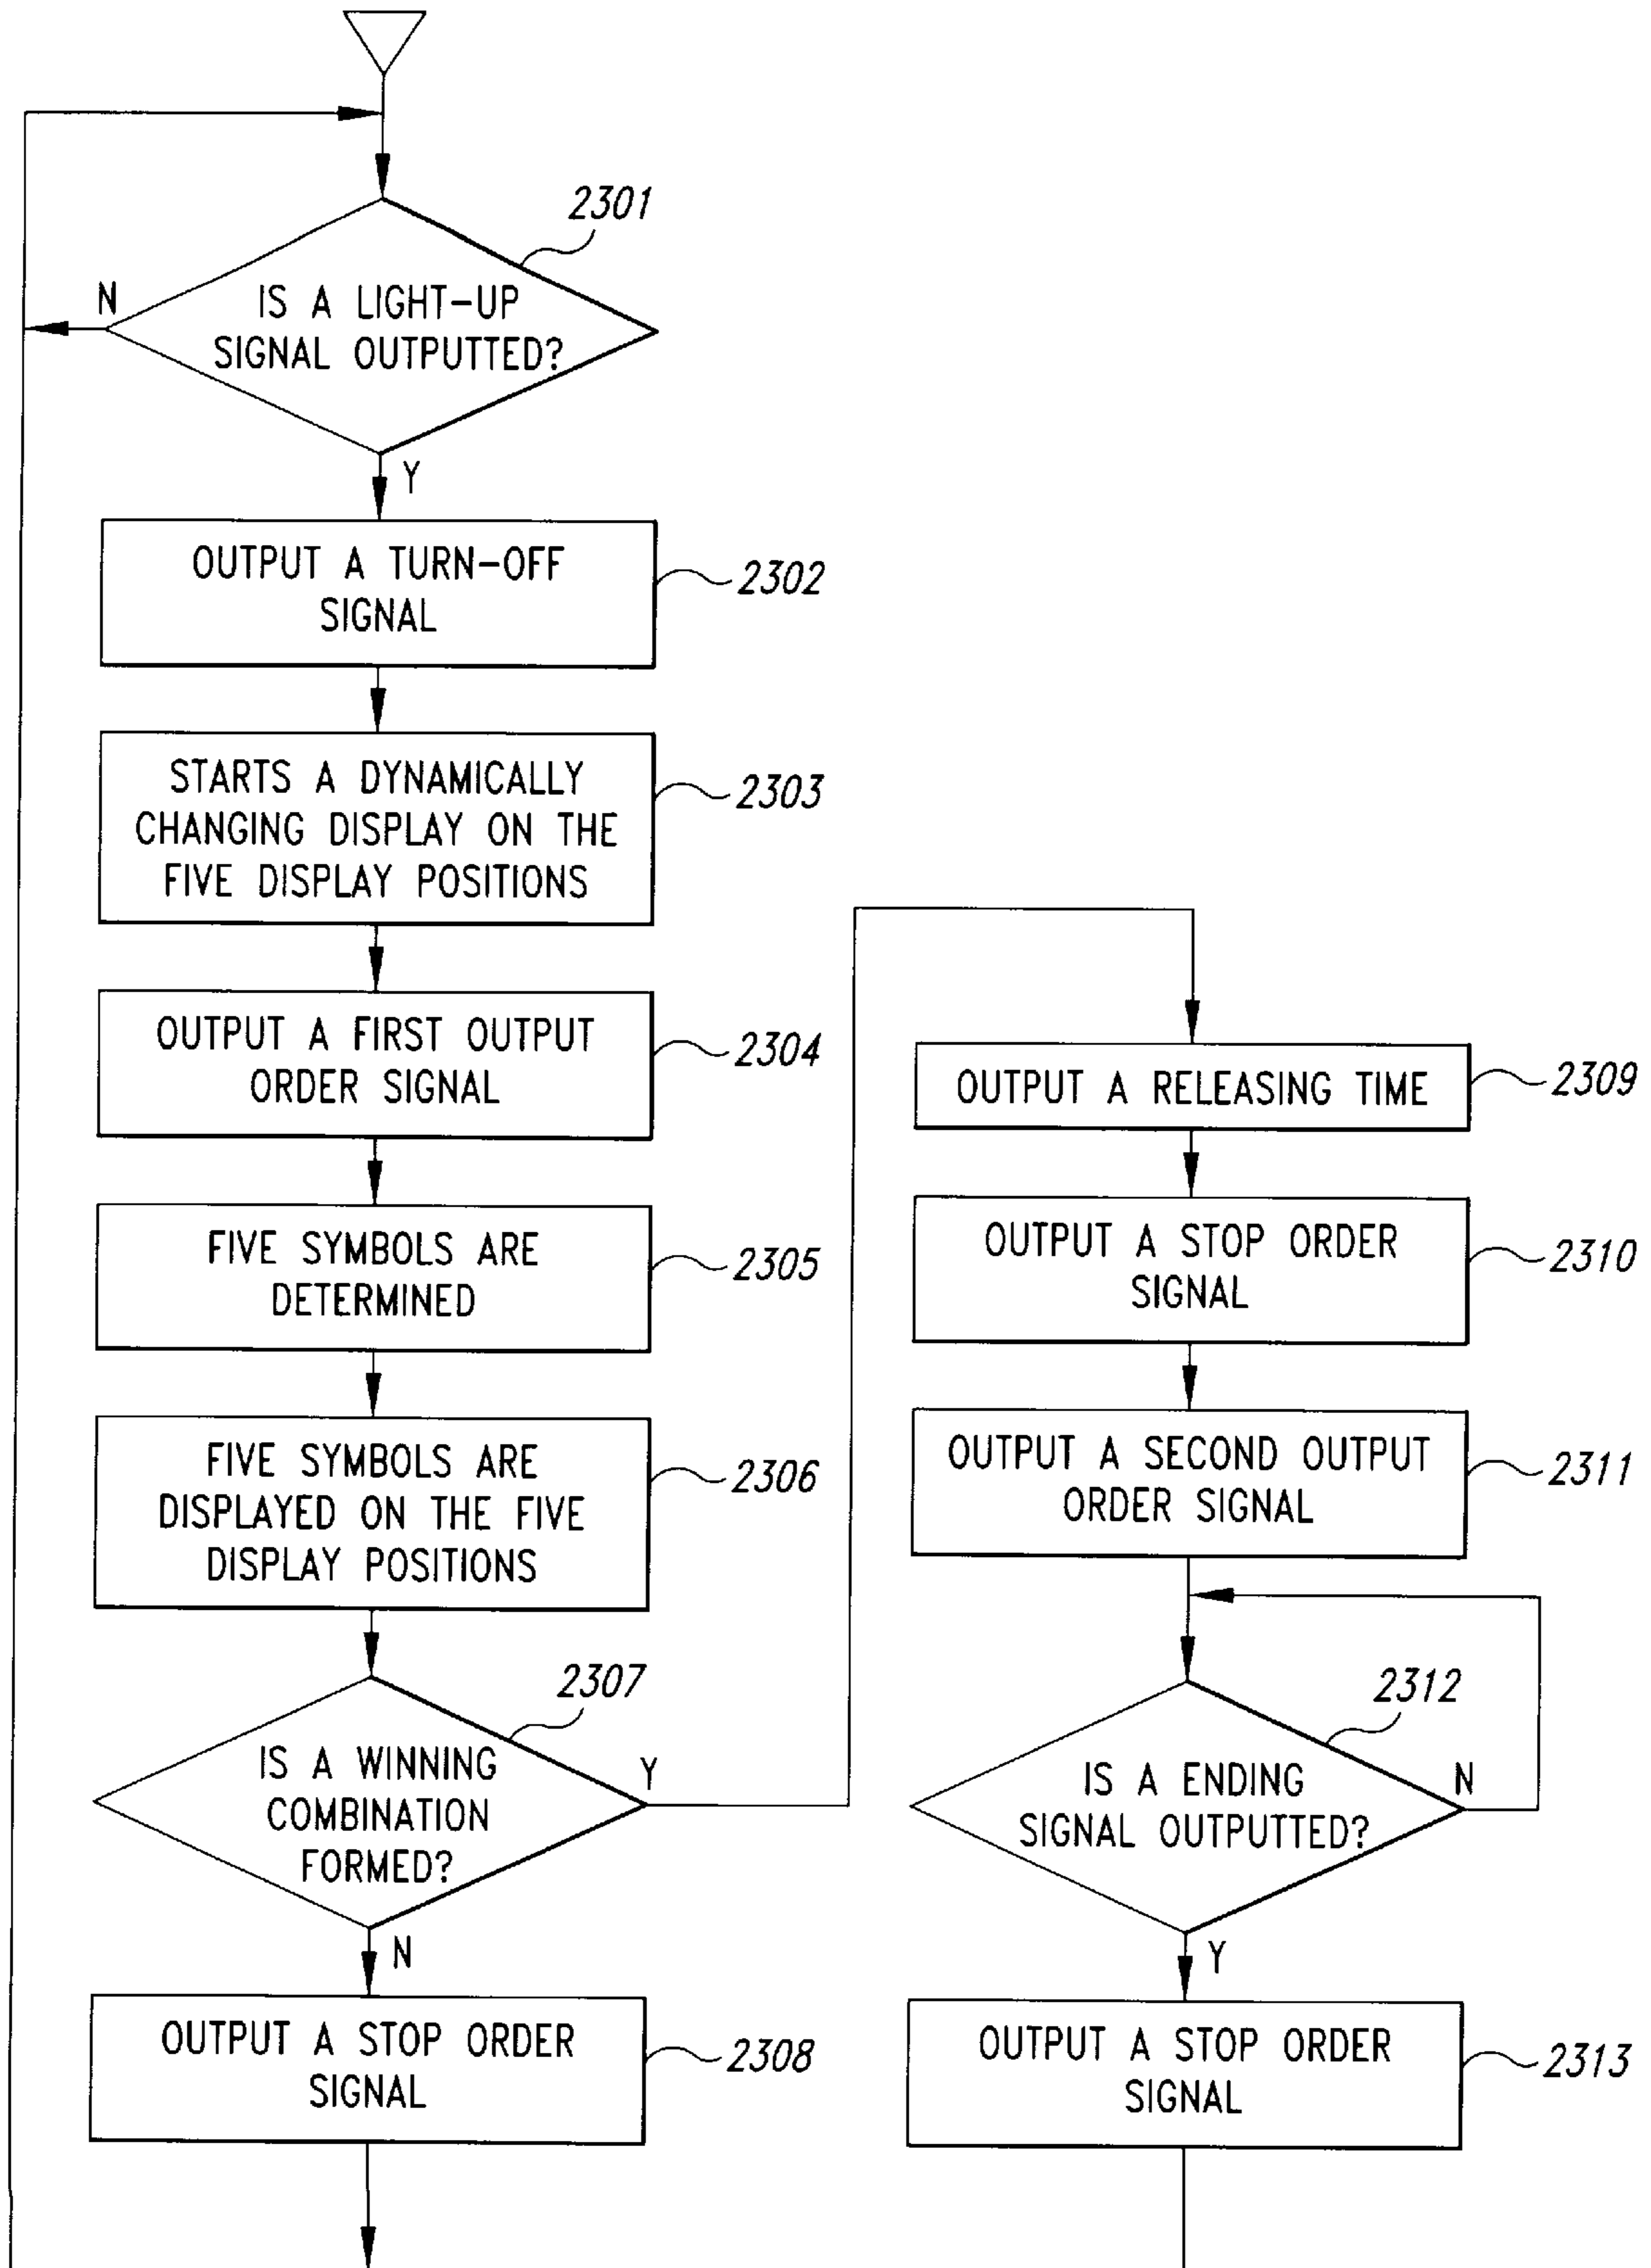 2301
IS A LIGHT-UP
SIGNAL OUTPUTTED?
N
Y
OUTPUT A TURN-OFF
SIGNAL
2302
STARTS A DYNAMICALLY
CHANGING DISPLAY ON THE
FIVE DISPLAY POSITIONS
2303
OUTPUT A FIRST OUTPUT
ORDER SIGNAL
2304
FIVE SYMBOLS ARE
DETERMINED
2305
FIVE SYMBOLS ARE
DISPLAYED ON THE FIVE
DISPLAY POSITIONS
2306
2307
IS A WINNING
COMBINATION
FORMED?
Y
N
OUTPUT A STOP ORDER
SIGNAL
2308
OUTPUT A RELEASING TIME
2309
OUTPUT A STOP ORDER
SIGNAL
2310
OUTPUT A SECOND OUTPUT
ORDER SIGNAL
2311
2312
IS A ENDING
SIGNAL OUTPUTTED?
N
Y
OUTPUT A STOP ORDER
SIGNAL
2313